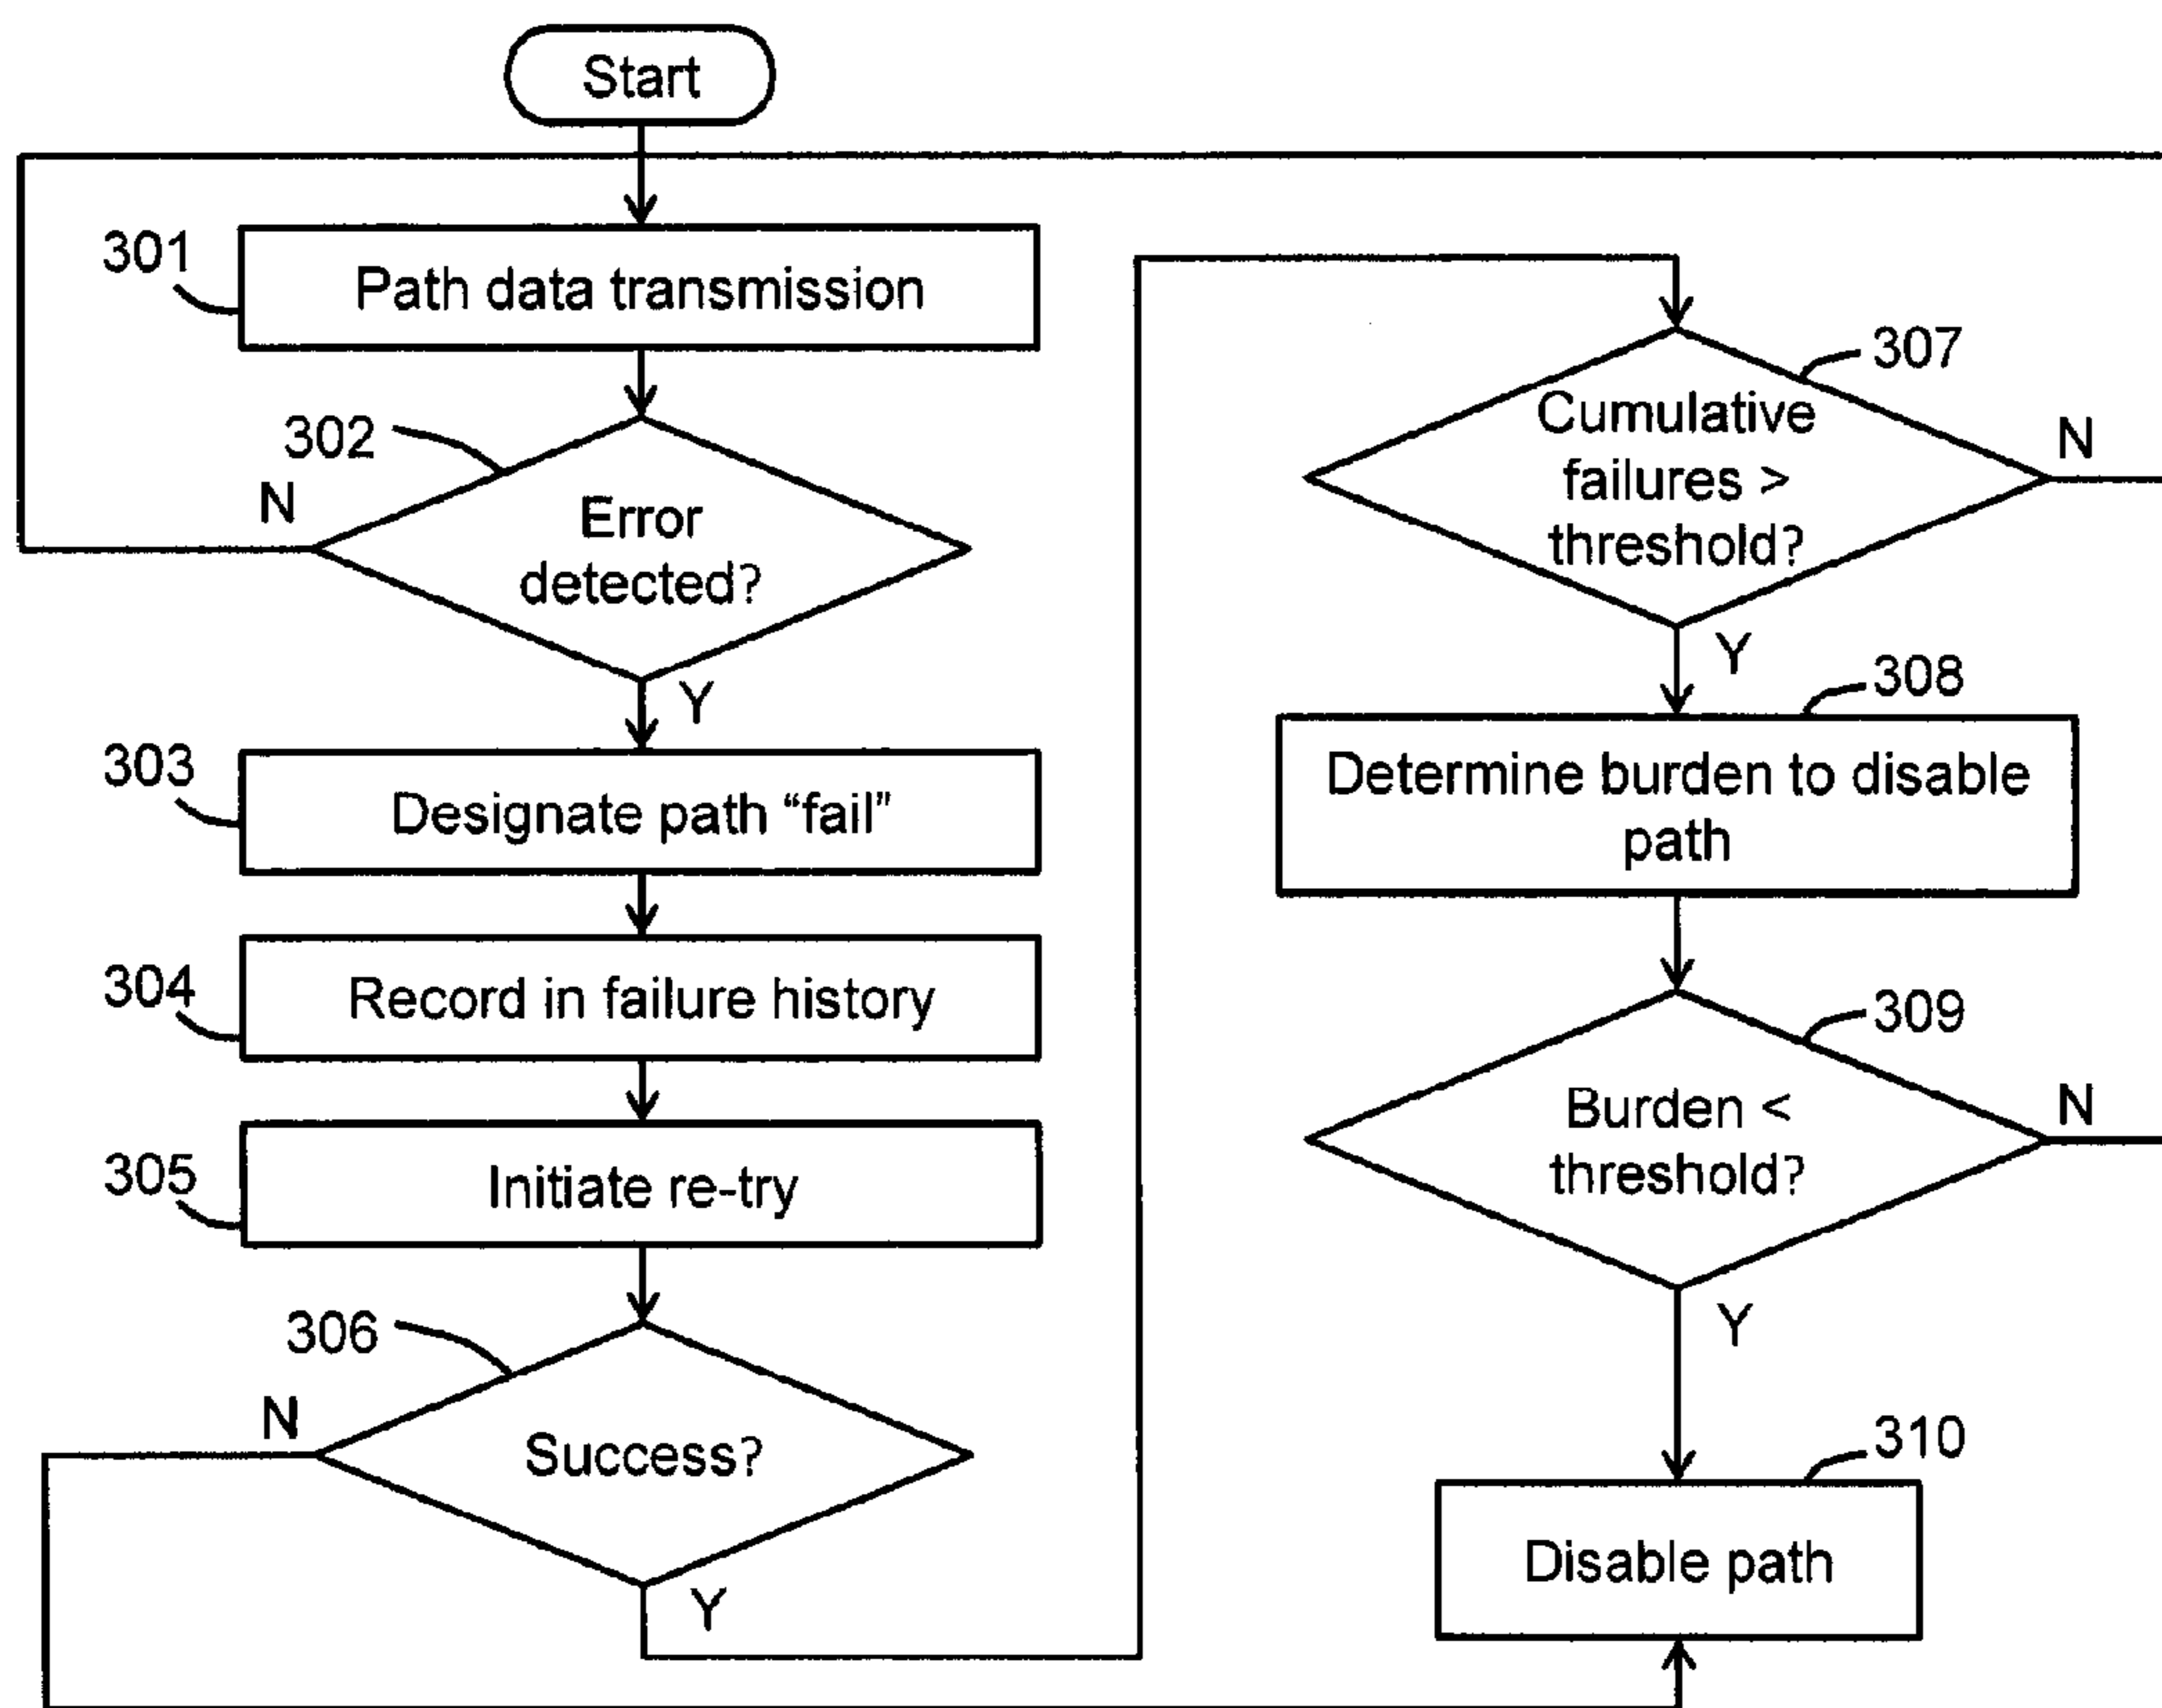 Start
301
Path data transmission
302
N
Error
detected?
Y
303
Designate path “fail”
304
Record in failure history
305
Initiate re-try
306
N
Success?
Y
307
Cumulative
failures >
threshold?
N
Y
308
Determine burden to disable
path
309
Burden <
threshold?
N
Y
310
Disable path